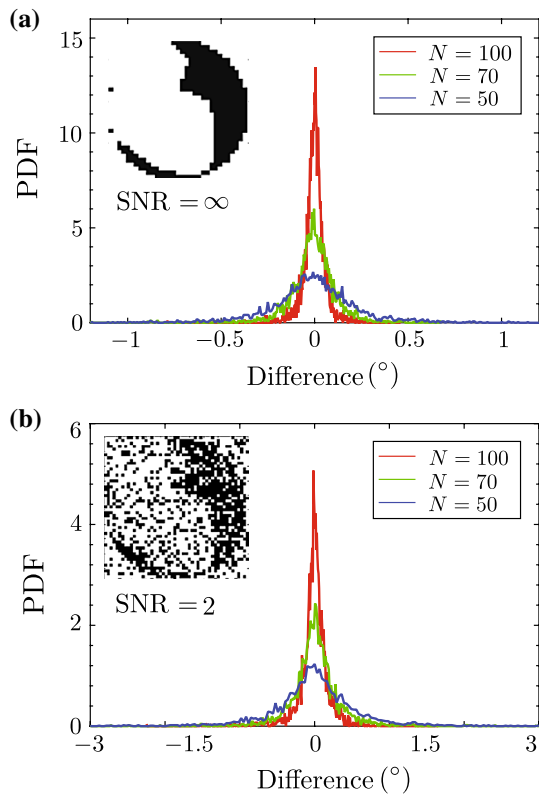 (a)
15
10
5
0
PDF
SNR = ∞
N = 100
N = 70
N = 50
−1 −0.5 0 0.5 1
Difference (°)
(b)
6
4
2
0
PDF
SNR = 2
N = 100
N = 70
N = 50
−3 −1.5 0 1.5 3
Difference (°)